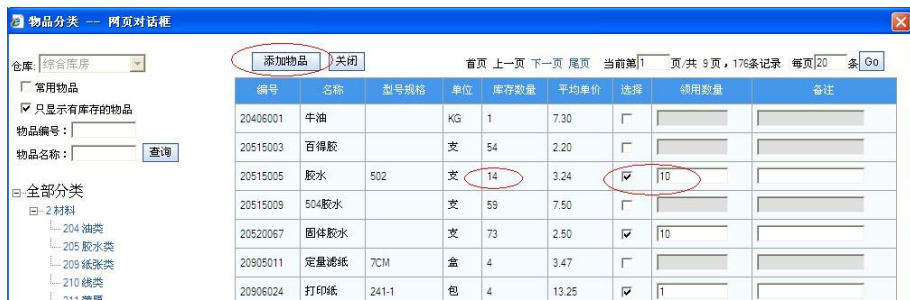 物品分类 -- 网页对话框
仓库: 综合库房
添加物品 关闭 首页 上一页 下一页 尾页 当前第1 页/共 9页，176条记录 每页20 条 Go
常用物品
只显示有库存的物品
物品编号：
物品名称： 查询
全部分类
2材料
204 油类
205 胶水类
209 纸张类
210 线类
编号 名称 型号规格 单位 库存数量 平均单价 选择 领用数量 备注
20406001 牛油 KG 1 7.30
20515003 百得胶 支 54 2.20
20515005 胶水 502 支 14 3.24 10
20515009 504胶水 支 59 7.50
20520067 固体胶水 支 73 2.50 10
20905011 定量滤纸 7CM 盒 4 3.47
20906024 打印纸 241-1 包 4 13.25 1